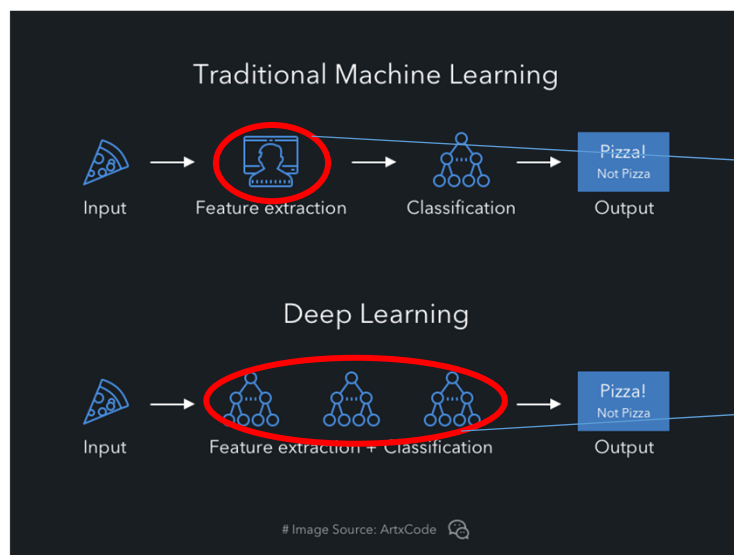 Traditional Machine Learning
Input
Feature extraction
Classification
Pizza!
Not Pizza
Output
Deep Learning
Input
Feature extraction + Classification
Pizza!
Not Pizza
Output
# Image Source: ArtxCode